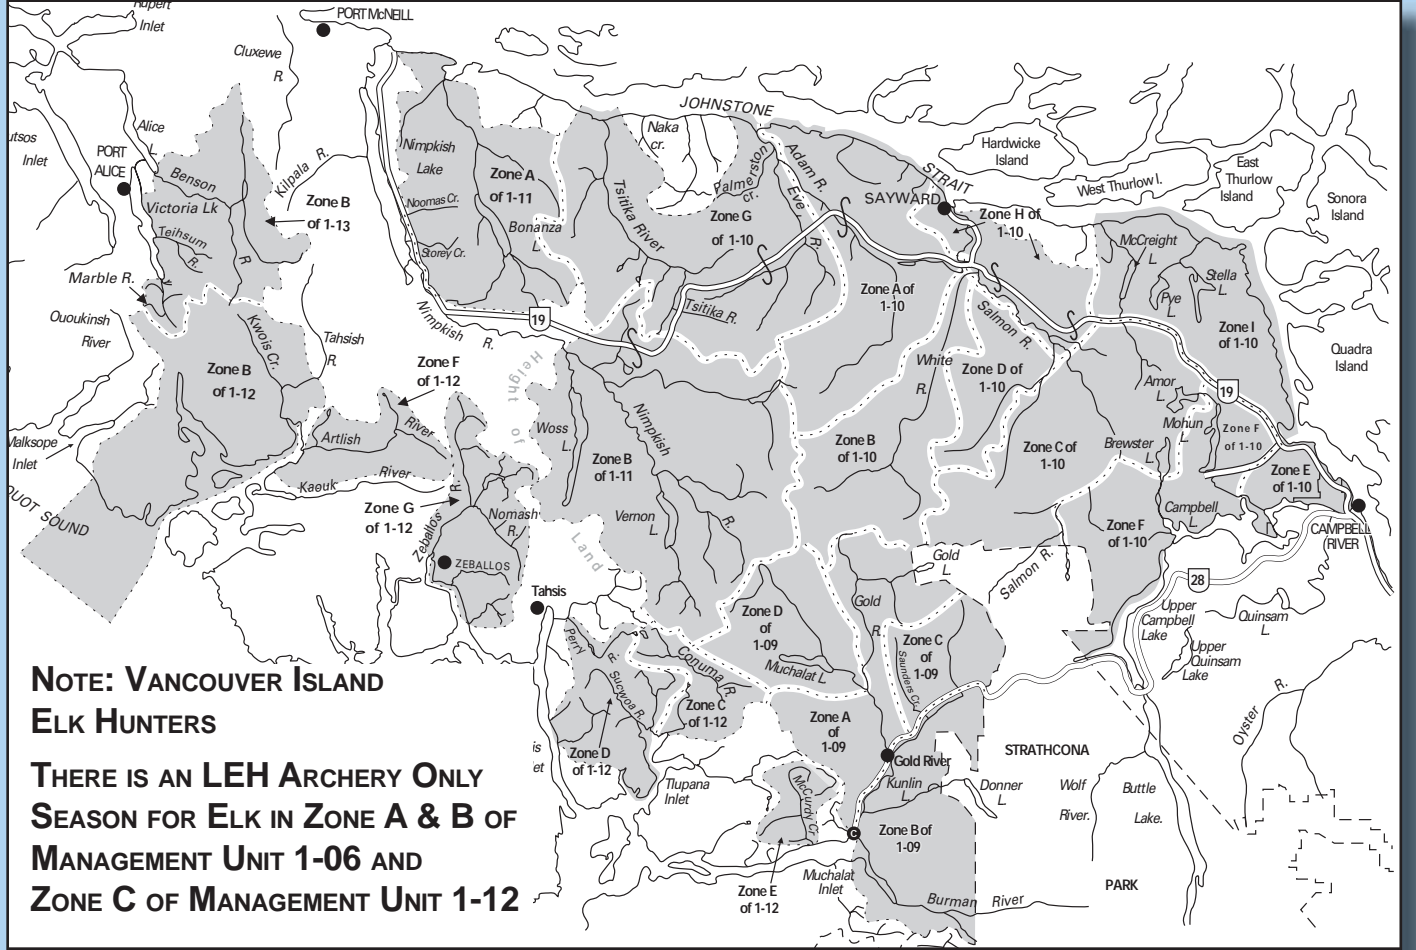 Rupert
Inlet
PORT McNEILL
Cluxewe
R.
JOHNSTONE
STRAIT
Hardwicke
Island
West Thurlow I.
East
Thurlow
Island
Sonora
Island
Quadra
Island
utsos
Inlet
Alice
L.
PORT
ALICE
Benson
Victoria Lk
Teihsum
R.
R.
Kilpala R.
Zone B
of 1-13
Marble R.
Ououkinsh
River
Nimpkish
Lake
Noomas Cr.
Storey Cr.
Zone A
of 1-11
Bonanza
L.
Tsitika River
Naka
cr.
Palmerston
cr.
Zone G
of 1-10
Adam R.
Eve
R.
SAYWARD
Zone H of
1-10
McCreight
L.
Stella
L.
Pye
L.
Zone I
of 1-10
Zone A of
1-10
Tsitika R.
Salmon R.
Nimpkish R.
19
Height of
Land
Kwois Cr.
Tahsish
R.
Zone B
of 1-12
Zone F
of 1-12
White
R.
Zone D of
1-10
Amor
L.
19
Mohun
L.
Zone F
of 1-10
Brewster
L.
Zone E
of 1-10
Malksope
Inlet
Artlish
River
Kaouk
River
Woss
L.
Nimpkish
R.
Zone B
of 1-11
Zone B
of 1-10
Zone C of
1-10
QUOT SOUND
Zone G
of 1-12
Zeballos
R.
Nomash
R.
ZEBALLOS
Vernon
L.
Campbell
L.
CAMPBELL
RIVER
Zone F
of 1-10
Gold
L.
Salmon R.
28
Upper
Campbell
Lake
Quinsam
L.
Upper
Quinsam
Lake
Tahsis
Perry
R.
Sucwoa R.
Conuma R.
Zone D
of
1-09
Muchalat L.
Gold
R.
Zone C
of
1-09
Saunders Cr.
Zone C
of 1-12
Zone A
of
1-09
Zone D
of 1-12
is
et
Tlupana
Inlet
Gold River
Kunlin
L.
Donner
L.
STRATHCONA
Wolf
River.
Buttle
Lake.
Oyster R.
McCurdy Cr.
C
Zone B of
1-09
Zone E
of 1-12
Muchalat
Inlet
Burman River
PARK
NOTE: VANCOUVER ISLAND
ELK HUNTERS
THERE IS AN LEH ARCHERY ONLY
SEASON FOR ELK IN ZONE A & B OF
MANAGEMENT UNIT 1-06 AND
ZONE C OF MANAGEMENT UNIT 1-12